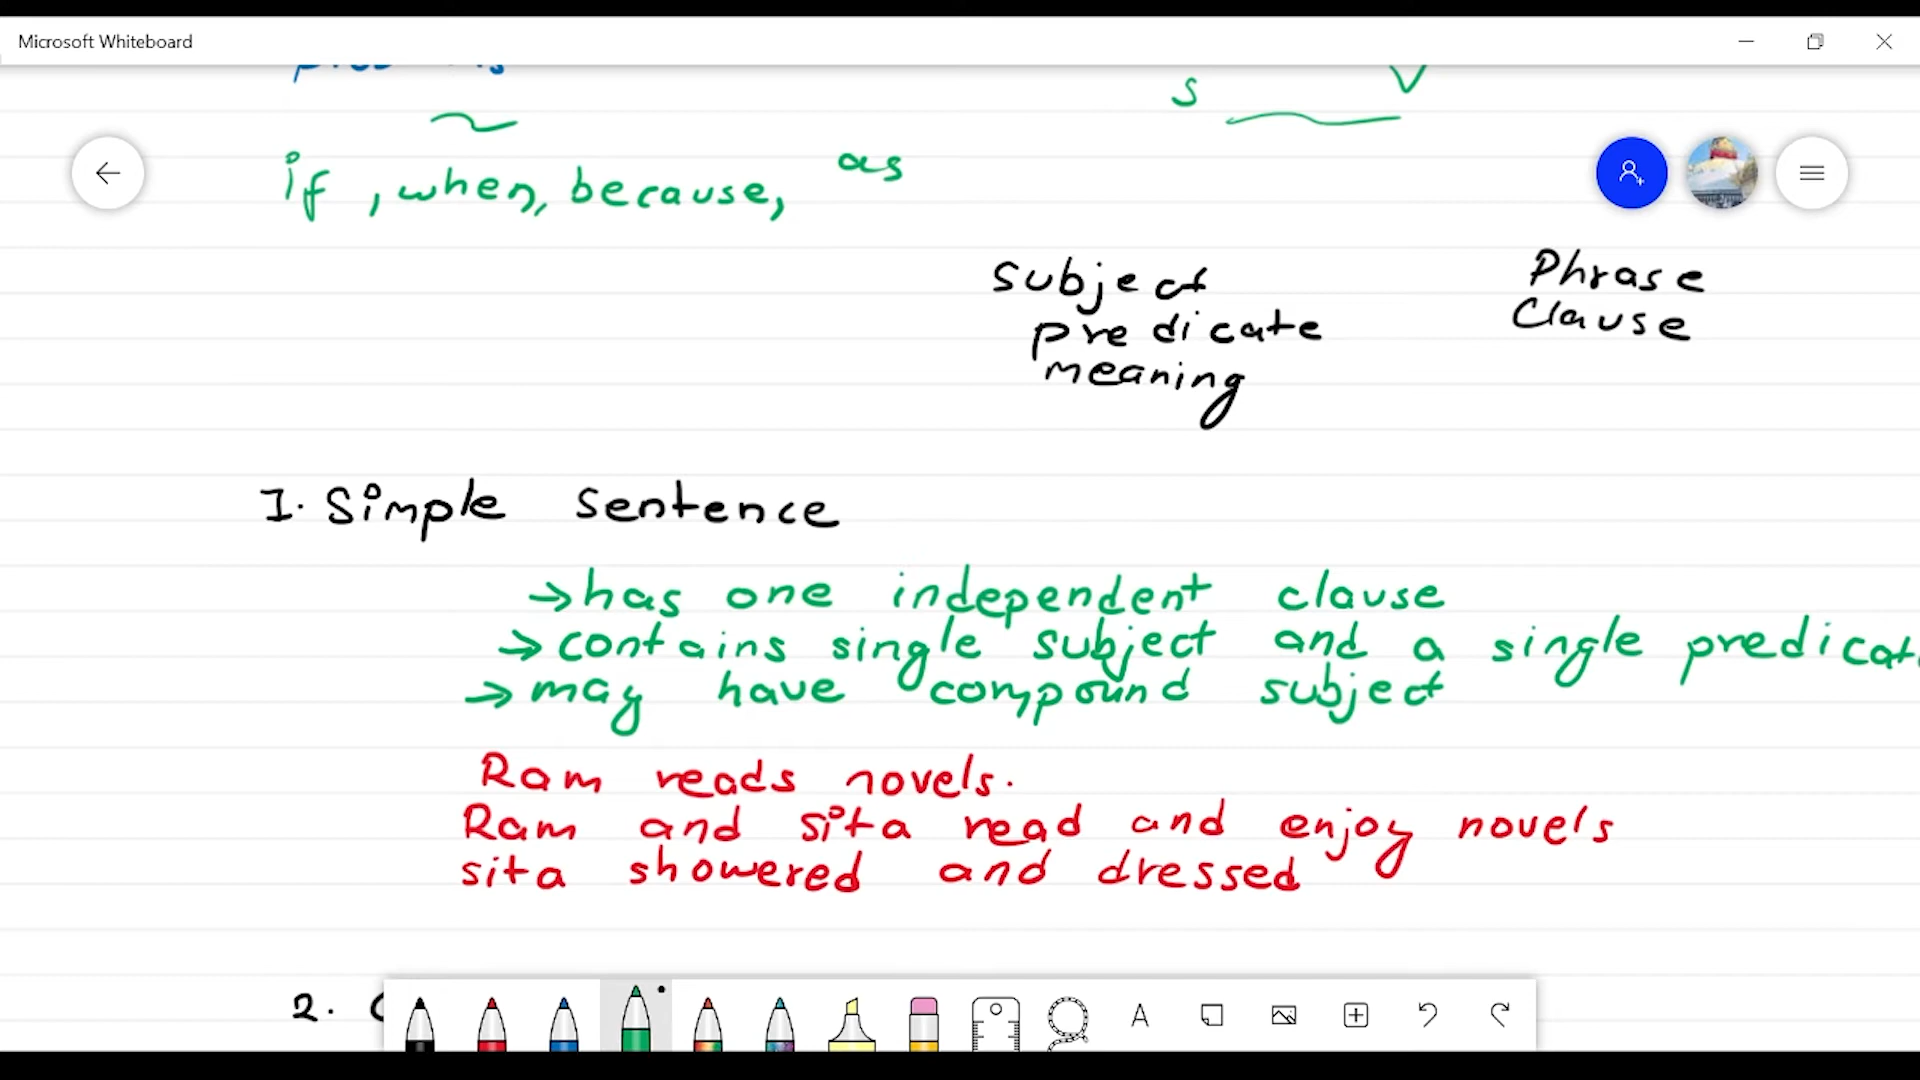 Microsoft Whiteboard
S V
if, when, because, as
Subject
predicate
meaning
Phrase
Clause
I. Simple Sentence
→ has one independent clause
→ contains single subject and a single predicat
→ may have compound subject
Ram reads novels.
Ram and sita read and enjoy novels
sita showered and dressed
2. C